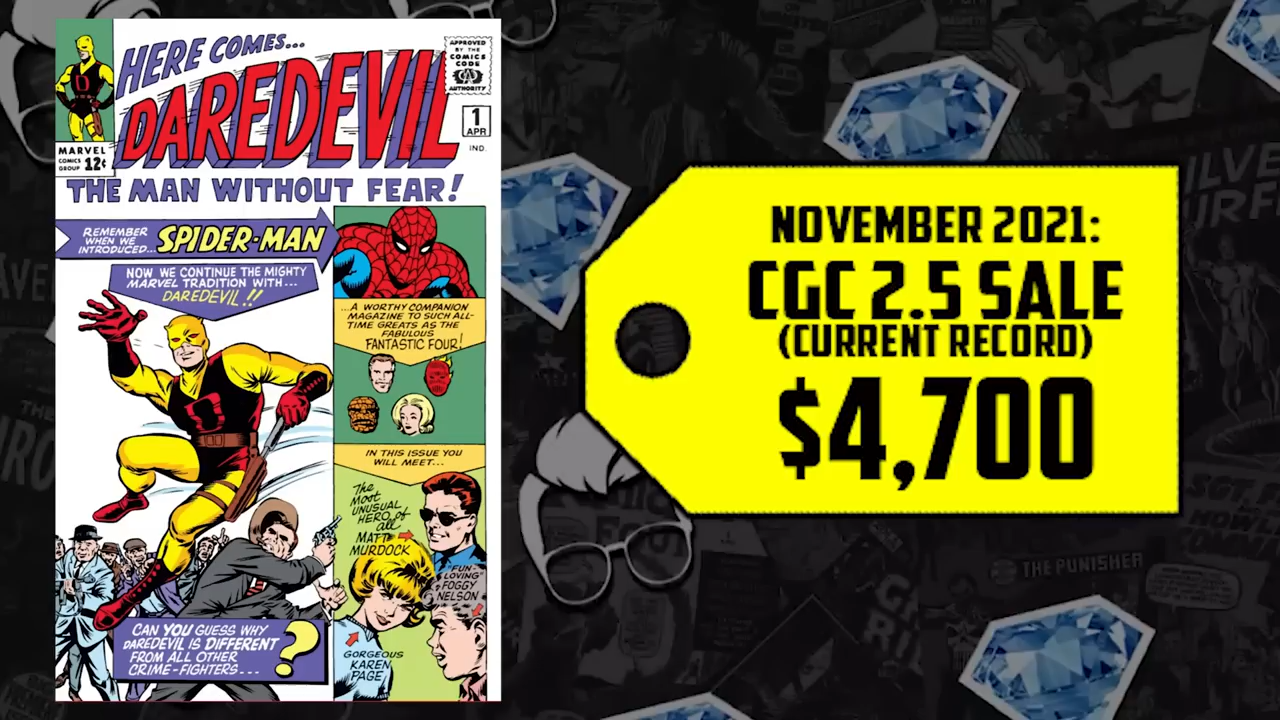 HERE COMES...
DAREDEVIL
APPROVED
BY THE
COMICS
CODE
AUTHORITY
1
APR
IND.
MARVEL
COMICS
GROUP 12¢
THE MAN WITHOUT FEAR!
REMEMBER
WHEN WE
INTRODUCED...
SPIDER-MAN
NOW WE CONTINUE THE MIGHTY
MARVEL TRADITION WITH...
DAREDEVIL!!
...A WORTHY COMPANION
MAGAZINE TO SUCH ALL-
TIME GREATS AS THE
FABULOUS
FANTASTIC FOUR!
IN THIS ISSUE YOU
WILL MEET...
The
MOST
UNUSUAL
HERO of
all
MATT
MURDOCK
"FUN-
LOVING"
FOGGY
NELSON
GORGEOUS
KAREN
PAGE
CAN YOU GUESS WHY
DAREDEVIL IS DIFFERENT
FROM ALL OTHER
CRIME-FIGHTERS...
?
NOVEMBER 2021:
CGC 2.5 SALE
(CURRENT RECORD)
$4,700
THE PUNISHER